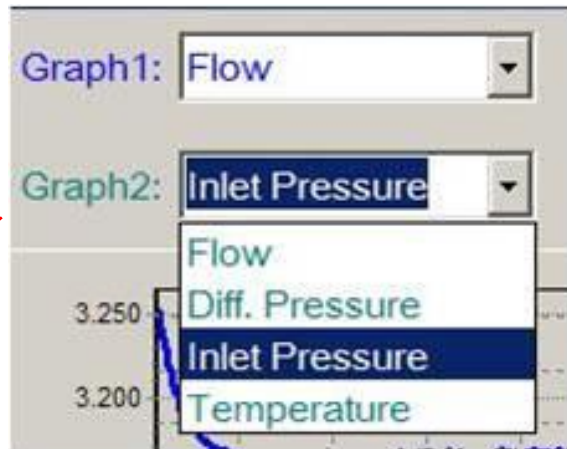 Graph1: Flow
Graph2: Inlet Pressure
Flow
Diff. Pressure
Inlet Pressure
Temperature
3.250
3.200